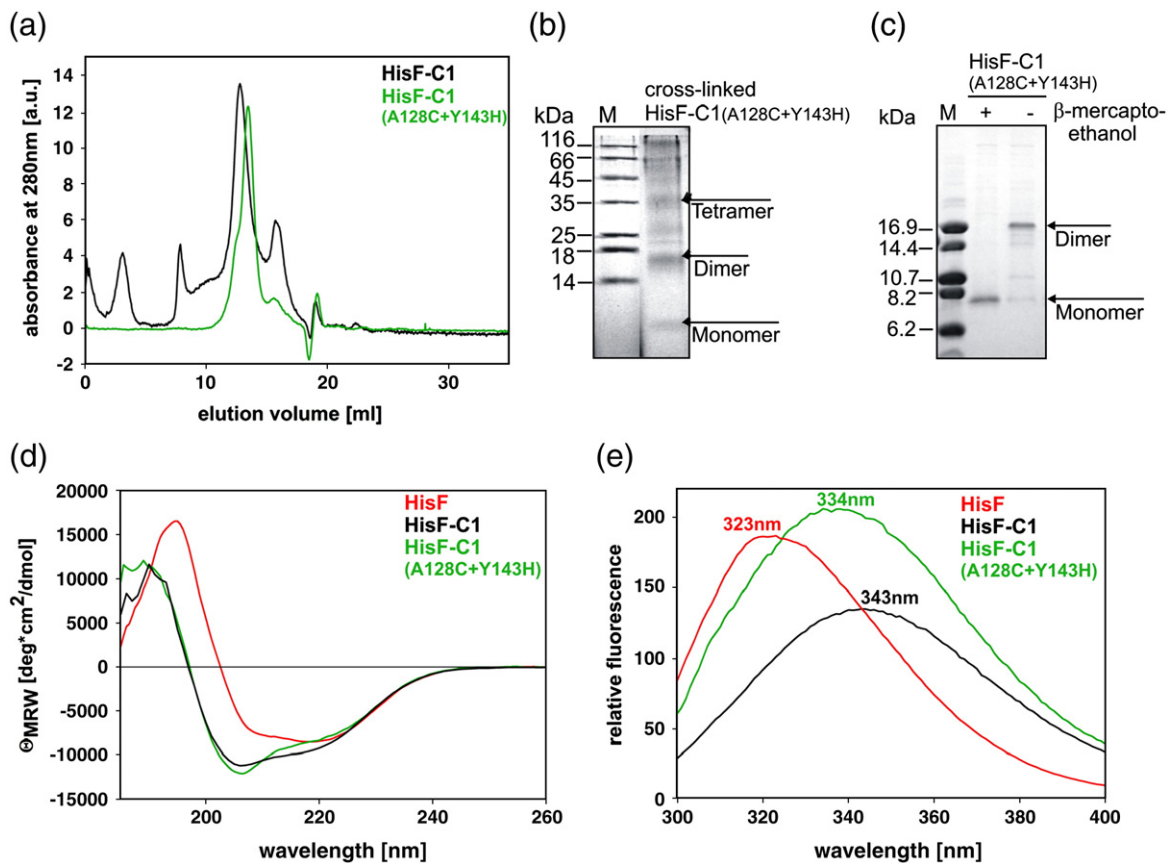 (a)
HisF-C1
HisF-C1
(A128C+Y143H)
absorbance at 280nm [a.u.]
14
12
10
8
6
4
2
0
-2
0
10
20
30
elution volume [ml]
(b)
cross-linked
kDa
M
HisF-C1(A128C+Y143H)
116
66
45
35
25
18
14
Tetramer
Dimer
Monomer
(c)
HisF-C1
(A128C+Y143H)
kDa
M
+
-
β-mercapto-
ethanol
16.9
14.4
10.7
8.2
6.2
Dimer
Monomer
(d)
HisF
HisF-C1
HisF-C1
(A128C+Y143H)
ΘMRW [deg*cm2/dmol]
20000
15000
10000
5000
0
-5000
-10000
-15000
200
220
240
260
wavelength [nm]
(e)
334nm
323nm
343nm
HisF
HisF-C1
HisF-C1
(A128C+Y143H)
relative fluorescence
200
150
100
50
0
300
320
340
360
380
400
wavelength [nm]